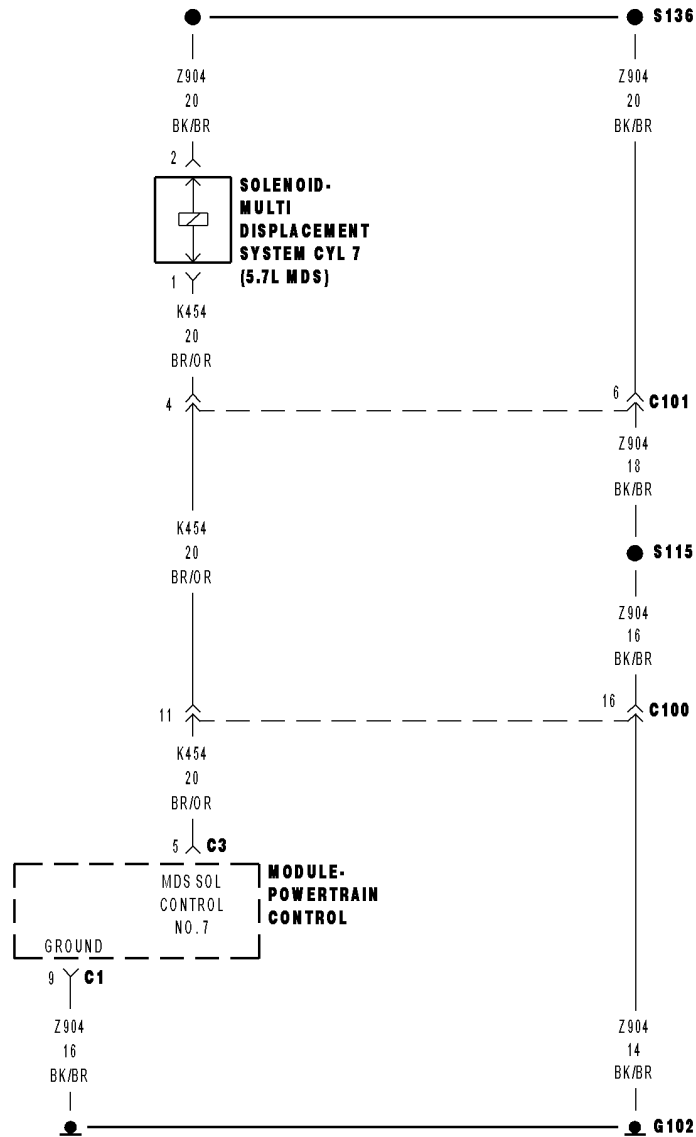 S136
Z904
20
BK/BR
Z904
20
BK/BR
2
SOLENOID-
MULTI
DISPLACEMENT
SYSTEM CYL 7
(5.7L MDS)
1
K454
20
BR/OR
4
6
C101
Z904
18
BK/BR
K454
20
BR/OR
S115
Z904
16
BK/BR
11
16
C100
K454
20
BR/OR
5
C3
MDS SOL
CONTROL
NO. 7
MODULE-
POWERTRAIN
CONTROL
GROUND
9
C1
Z904
16
BK/BR
Z904
14
BK/BR
G102